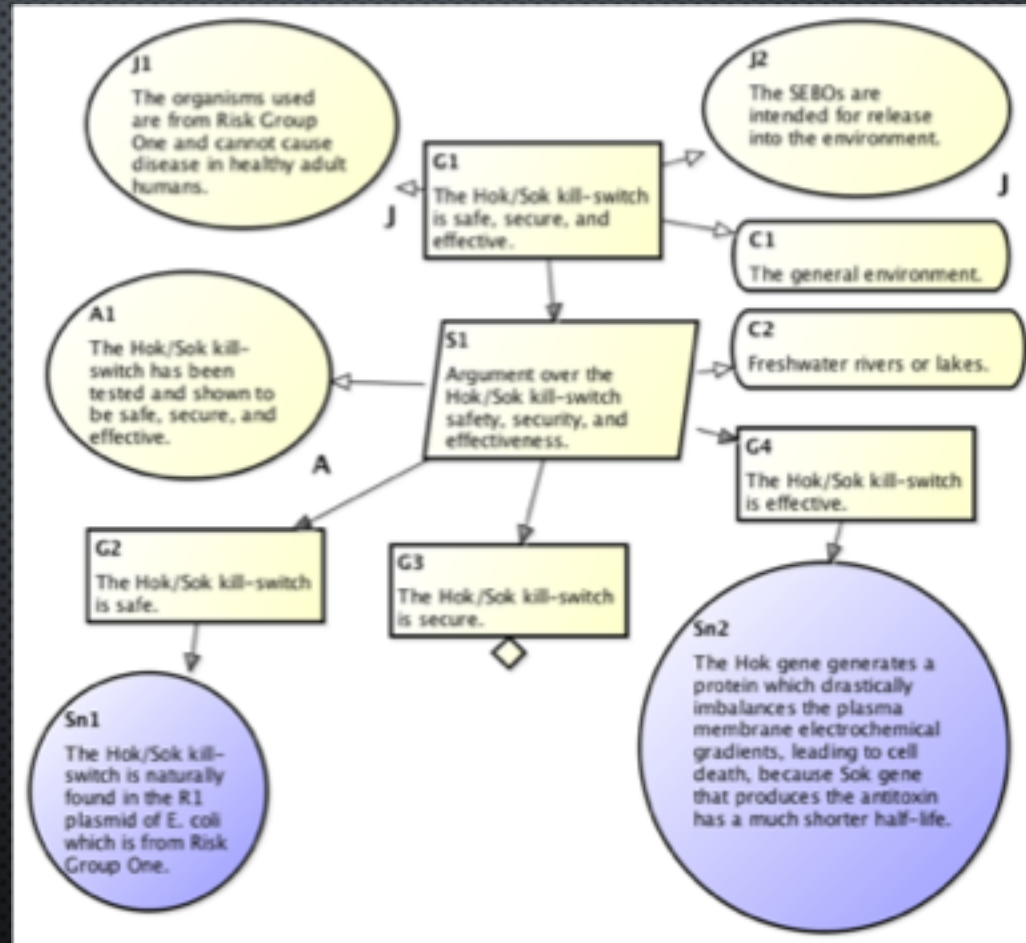 J1
The organisms used
are from Risk Group
One and cannot cause
disease in healthy adult
humans.
J
J2
The SEBOs are
intended for release
into the environment.
J
G1
The Hok/Sok kill-switch
is safe, secure, and
effective.
C1
The general environment.
A1
The Hok/Sok kill-
switch has been
tested and shown to
be safe, secure, and
effective.
A
S1
Argument over the
Hok/Sok kill-switch
safety, security, and
effectiveness.
C2
Freshwater rivers or lakes.
G4
The Hok/Sok kill-switch
is effective.
G2
The Hok/Sok kill-switch
is safe.
G3
The Hok/Sok kill-switch
is secure.
Sn1
The Hok/Sok kill-
switch is naturally
found in the R1
plasmid of E. coli
which is from Risk
Group One.
Sn2
The Hok gene generates a
protein which drastically
imbalances the plasma
membrane electrochemical
gradients, leading to cell
death, because Sok gene
that produces the antitoxin
has a much shorter half-life.